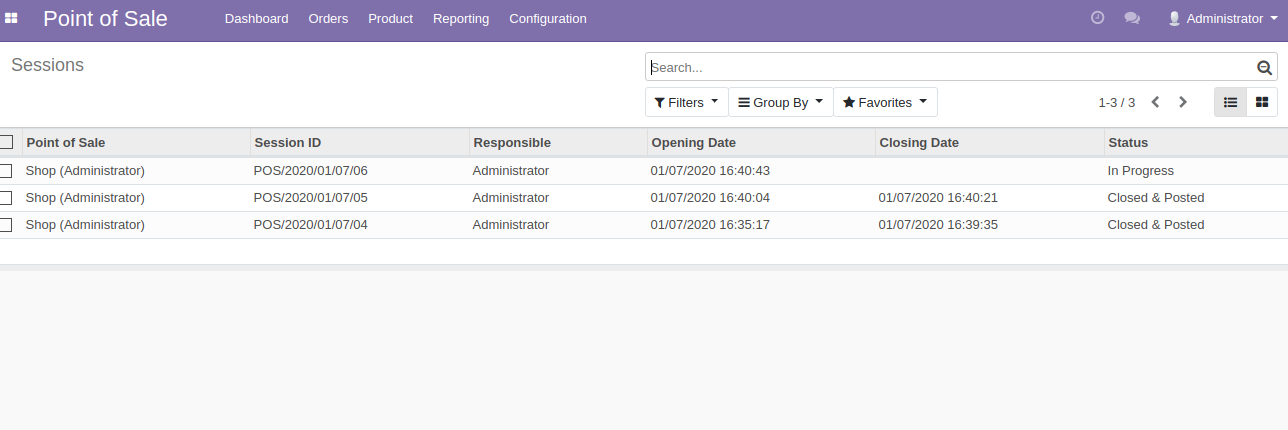 Point of Sale Dashboard Orders Product Reporting Configuration Administrator
Sessions Search...
Filters Group By Favorites 1-3 / 3
Point of Sale Session ID Responsible Opening Date Closing Date Status
Shop (Administrator) POS/2020/01/07/06 Administrator 01/07/2020 16:40:43 In Progress
Shop (Administrator) POS/2020/01/07/05 Administrator 01/07/2020 16:40:04 01/07/2020 16:40:21 Closed & Posted
Shop (Administrator) POS/2020/01/07/04 Administrator 01/07/2020 16:35:17 01/07/2020 16:39:35 Closed & Posted